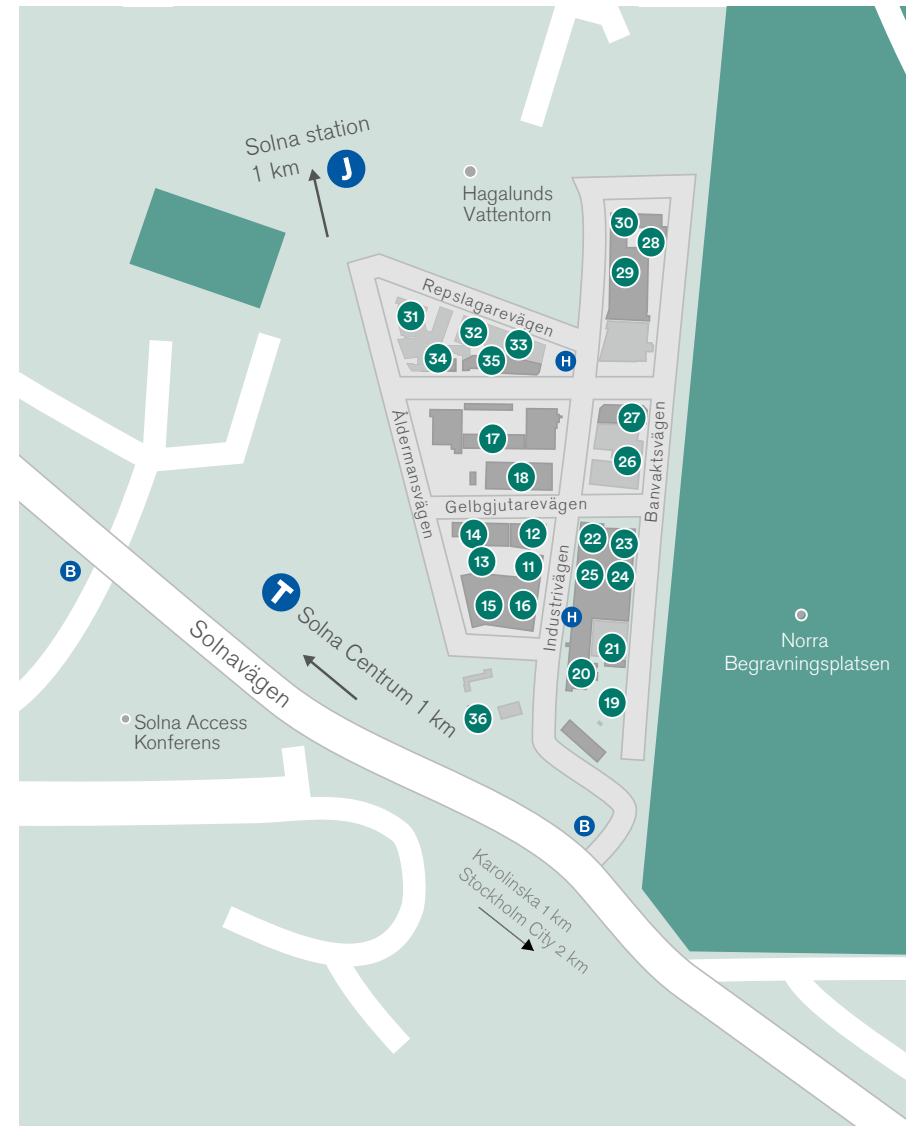 Solna station
1 km
J
Hagalunds
Vattentorn
30
28
29
Repslagarevägen
31
32
33
34
35
H
Åldermansvägen
17
18
27
26
Banvaktsvägen
Gelbgjutarevägen
14
12
13
11
15
16
Industrivägen
22
23
25
24
H
21
20
19
B
T
Solna Centrum 1 km
Solnavägen
36
Solna Access
Konferens
Norra
Begravningsplatsen
B
Karolinska 1 km
Stockholm City 2 km